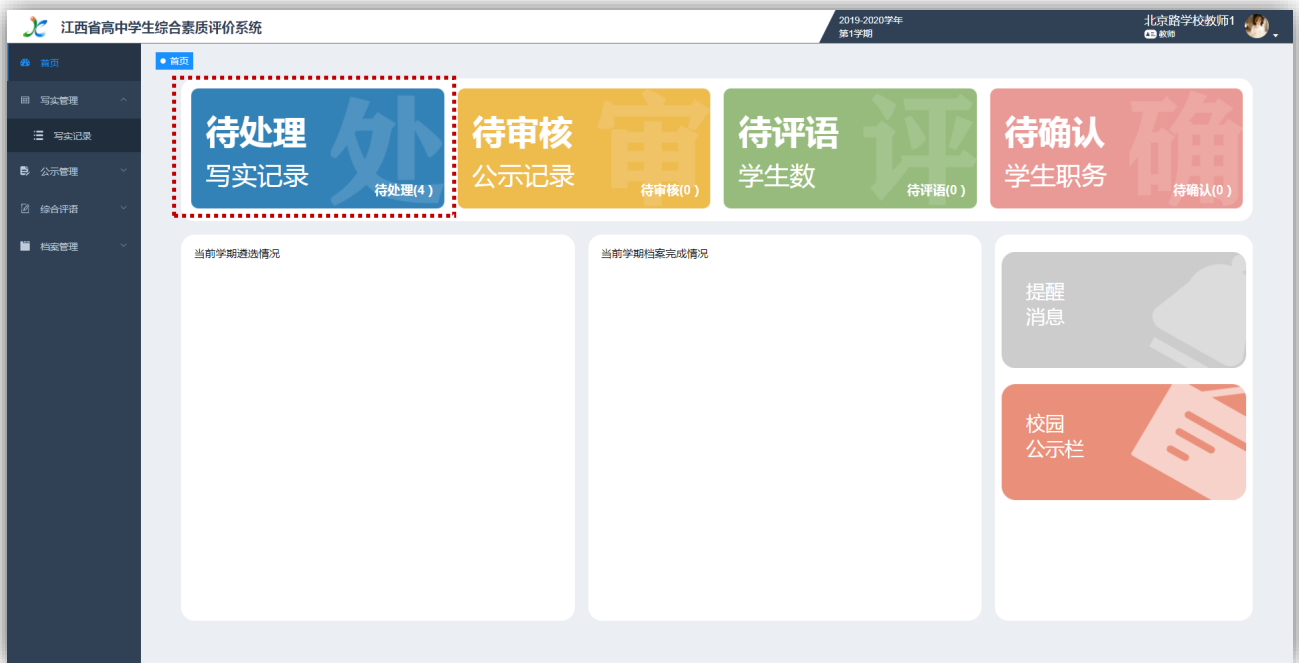 江西省高中学生综合素质评价系统
2019-2020学年
第1学期
北京路学校教师1
教师
首页
写实管理
写实记录
公示管理
综合评语
档案管理
首页
处
待处理
写实记录
待处理(4 )
审
待审核
公示记录
待审核(0 )
评
待评语
学生数
待评语(0 )
确
待确认
学生职务
待确认(0 )
当前学期遴选情况
当前学期档案完成情况
提醒
消息
校园
公示栏